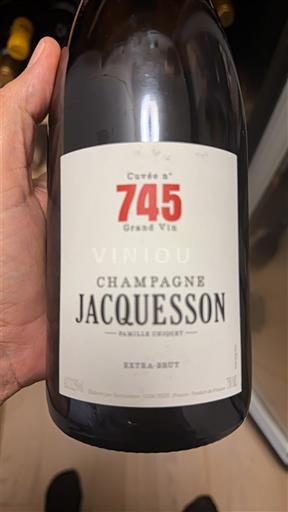 Cuvée n°
745
Grand Vin
VINIOU
CHAMPAGNE
JACQUESSON
FAMILLE CHIQUET
EXTRA-BRUT